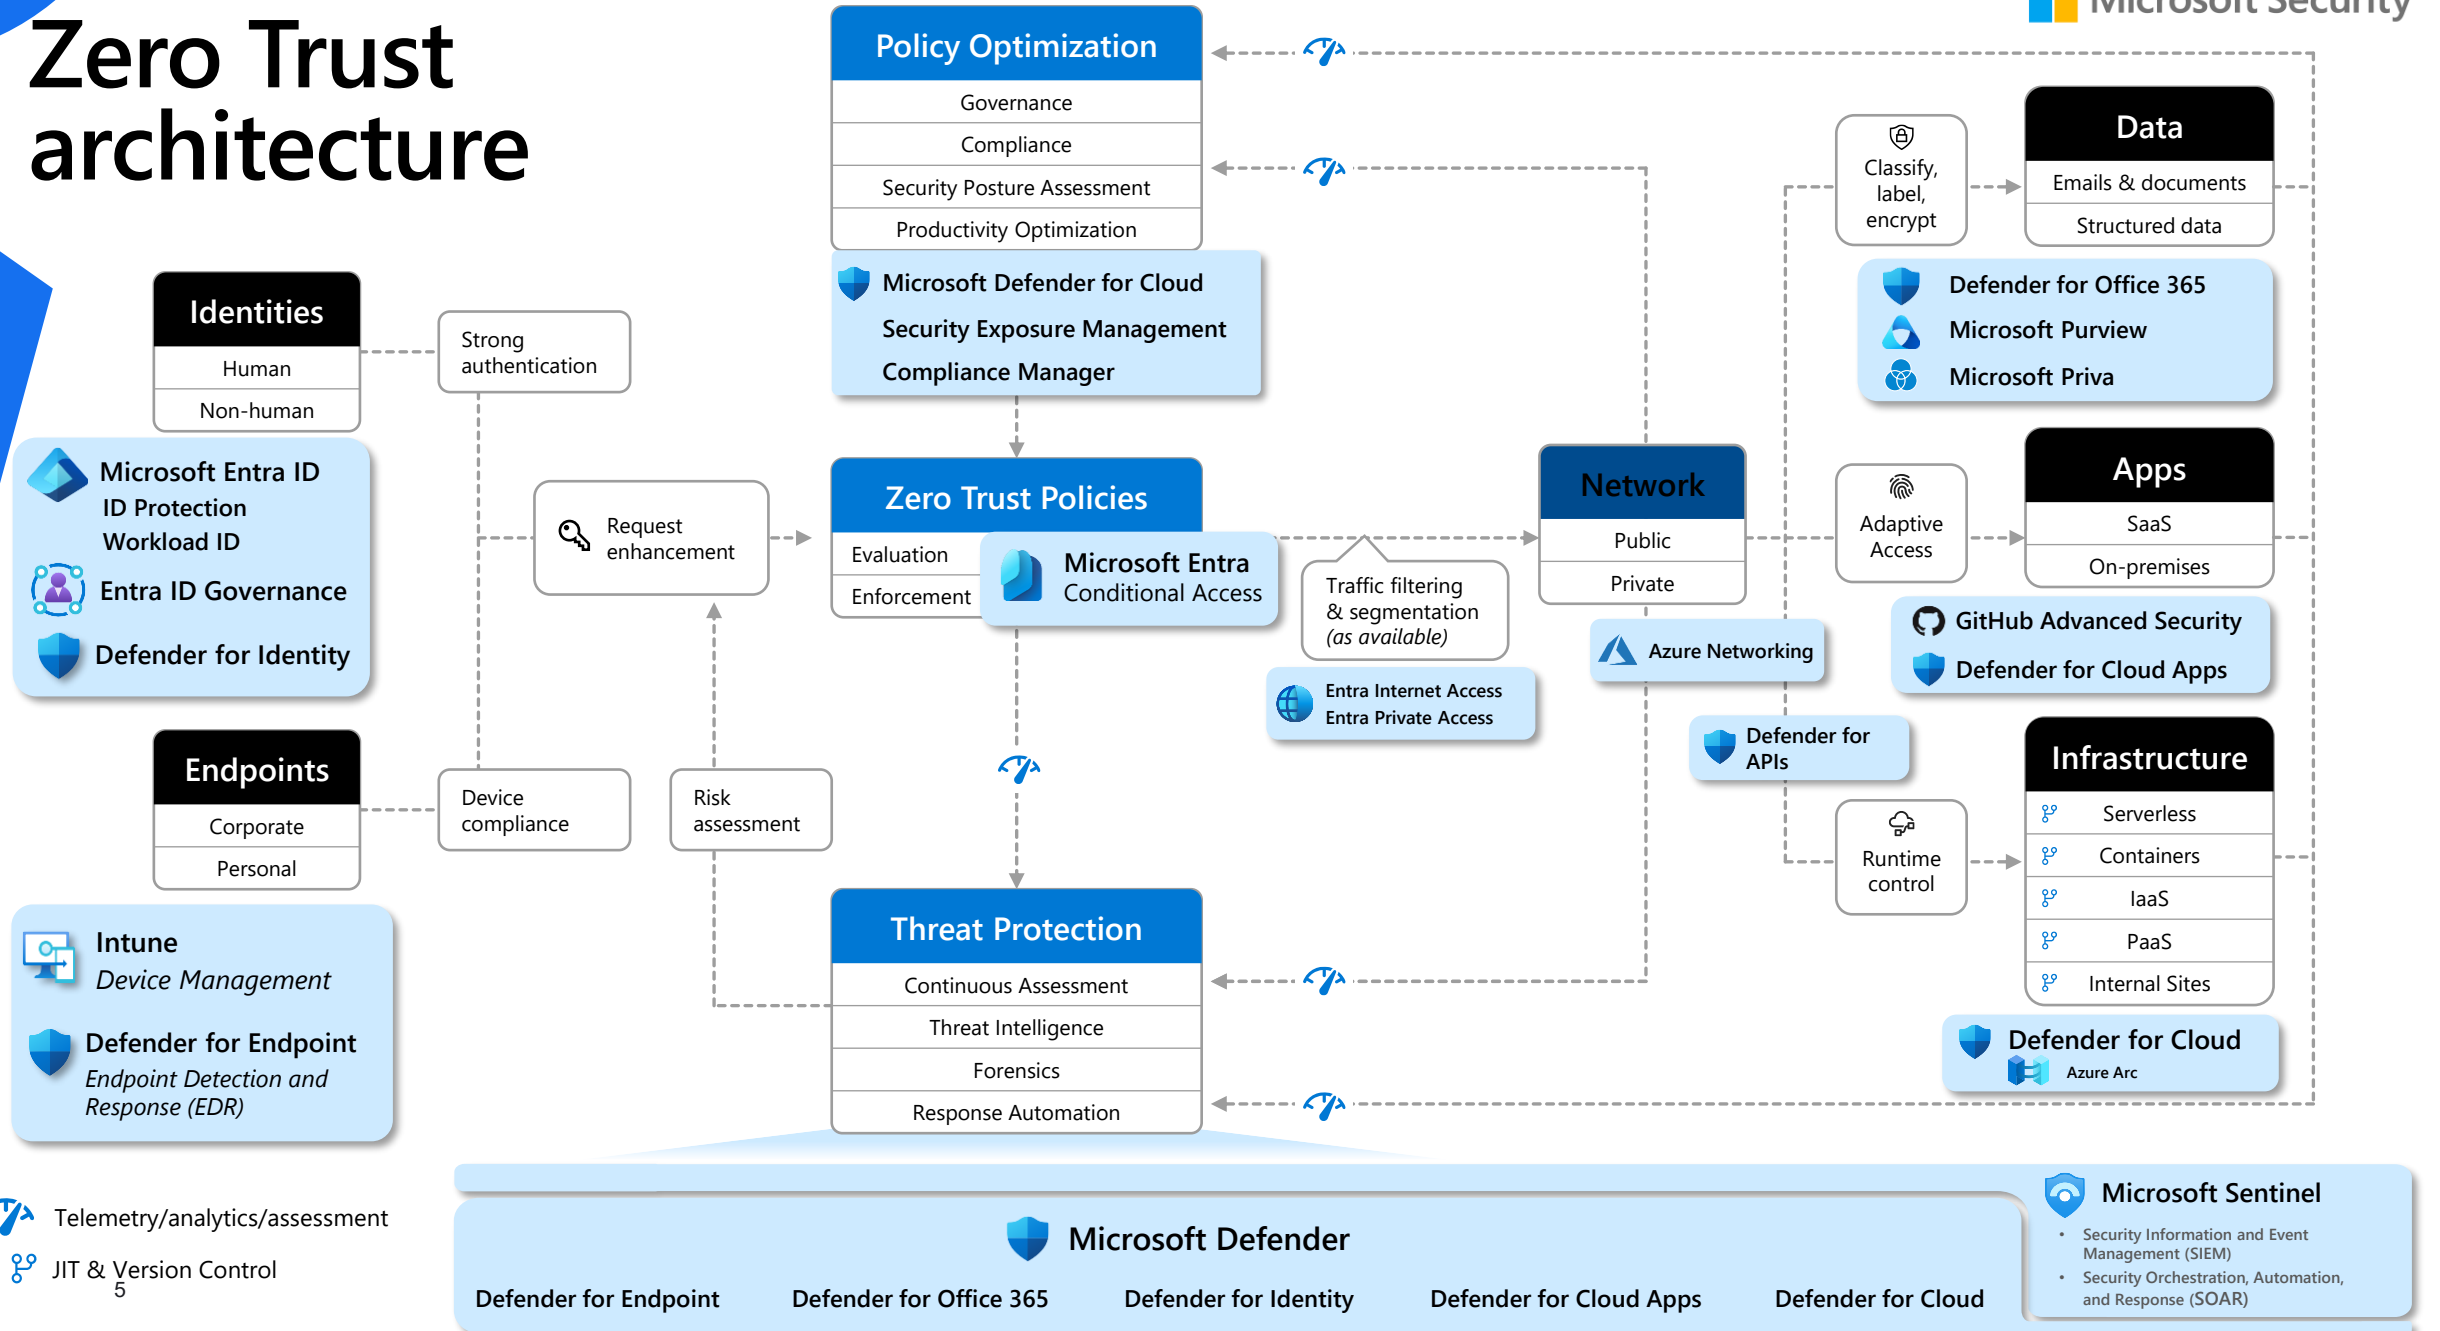 Zero Trust
architecture
Microsoft Security
Policy Optimization
Governance
Compliance
Security Posture Assessment
Productivity Optimization
Microsoft Defender for Cloud
Security Exposure Management
Compliance Manager
Identities
Human
Non-human
Strong
authentication
Microsoft Entra ID
ID Protection
Workload ID
Entra ID Governance
Defender for Identity
Endpoints
Corporate
Personal
Device
compliance
Intune
Device Management
Defender for Endpoint
Endpoint Detection and
Response (EDR)
Request
enhancement
Risk
assessment
Zero Trust Policies
Evaluation
Enforcement
Microsoft Entra
Conditional Access
Traffic filtering
& segmentation
(as available)
Entra Internet Access
Entra Private Access
Network
Public
Private
Azure Networking
Defender for
APIs
Classify,
label,
encrypt
Data
Emails & documents
Structured data
Defender for Office 365
Microsoft Purview
Microsoft Priva
Adaptive
Access
Apps
SaaS
On-premises
GitHub Advanced Security
Defender for Cloud Apps
Runtime
control
Infrastructure
Serverless
Containers
IaaS
PaaS
Internal Sites
Defender for Cloud
Azure Arc
Threat Protection
Continuous Assessment
Threat Intelligence
Forensics
Response Automation
Telemetry/analytics/assessment
JIT & Version Control
5
Microsoft Defender
Defender for Endpoint
Defender for Office 365
Defender for Identity
Defender for Cloud Apps
Defender for Cloud
Microsoft Sentinel
• Security Information and Event
Management (SIEM)
• Security Orchestration, Automation,
and Response (SOAR)